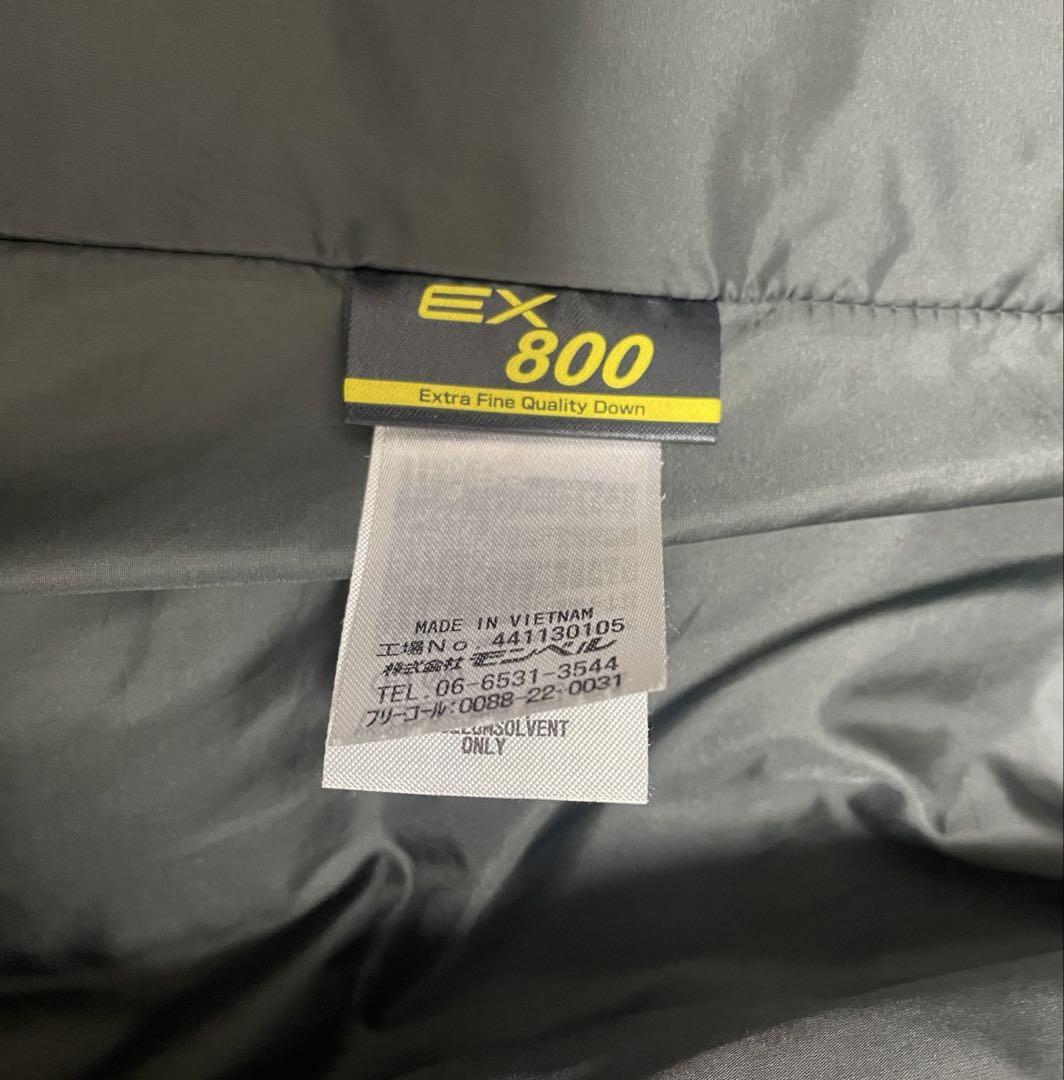 EX
800
Extra Fine Quality Down
MADE IN VIETNAM
工場No 441130105
株式会社 モンベル
TEL.06-6531-3544
フリーコール:0088-22-0031
ONLY